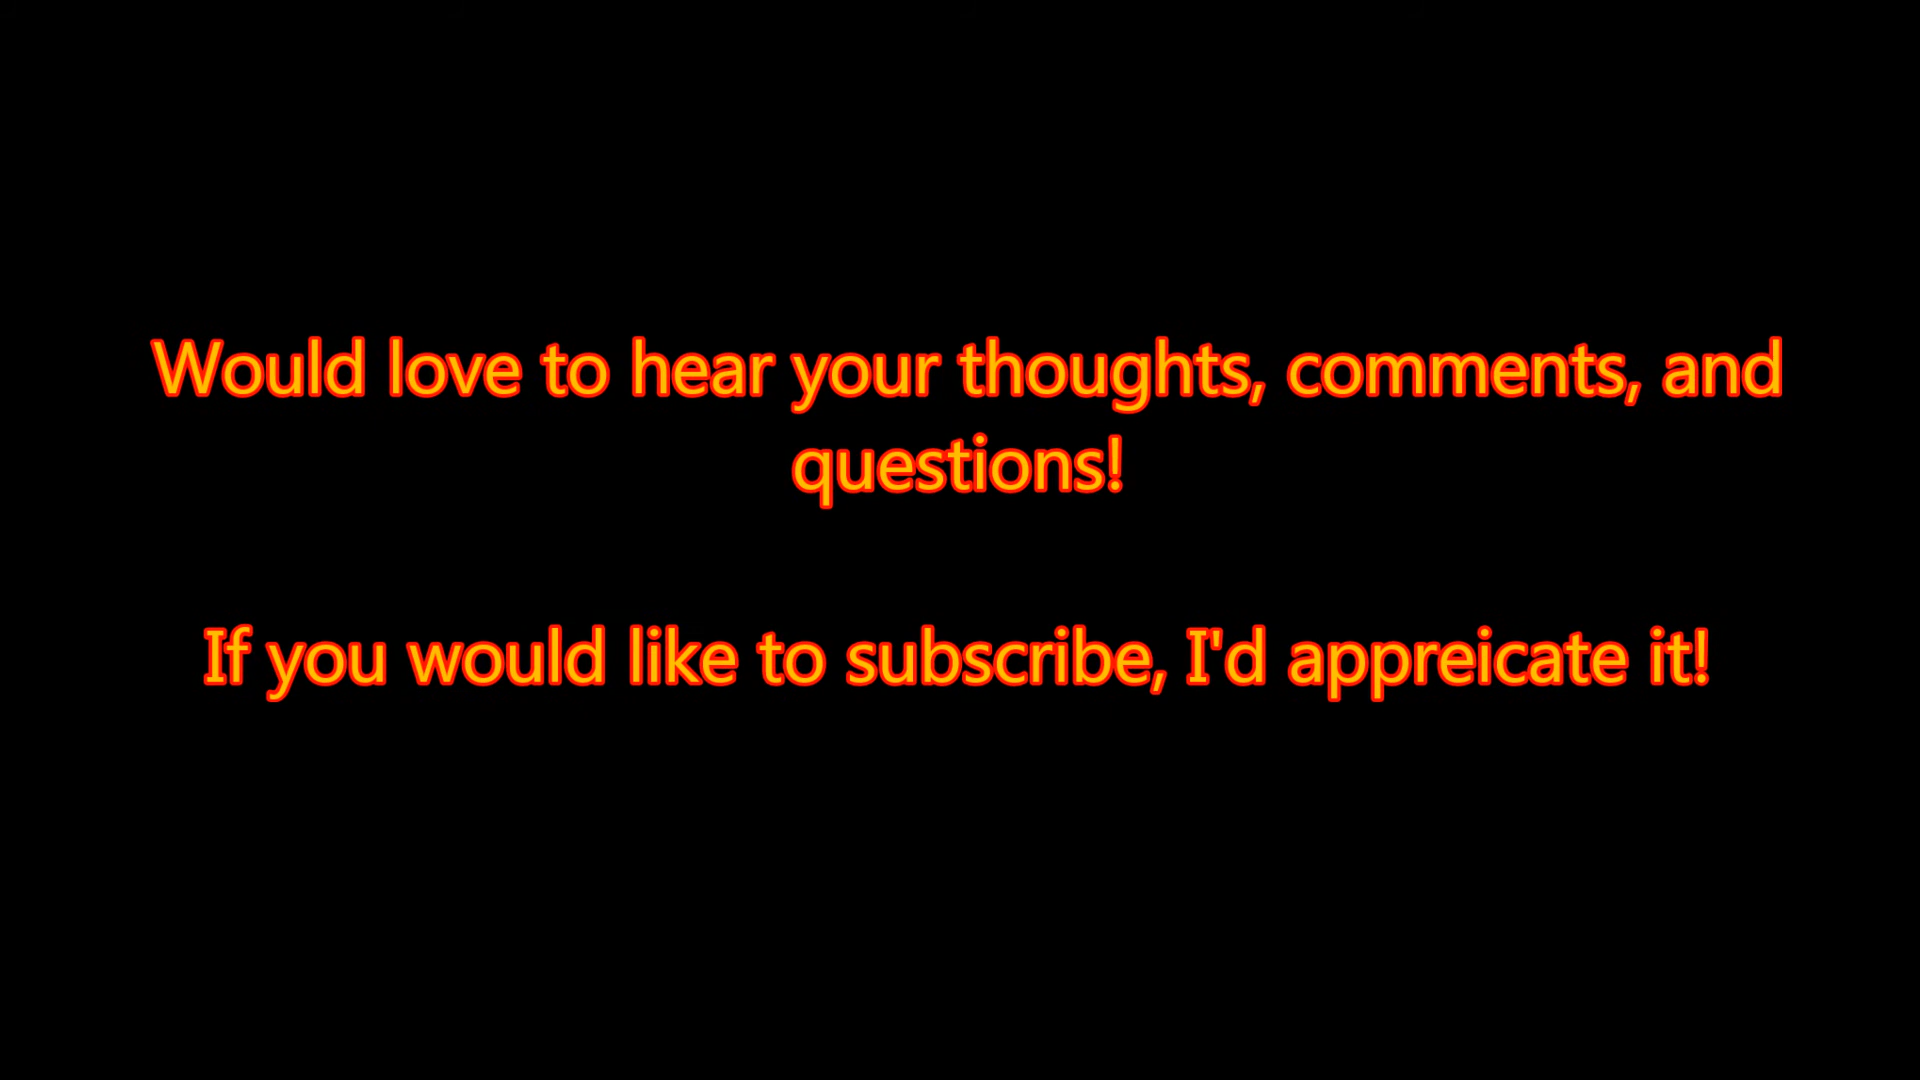 Would love to hear your thoughts, comments, and
questions!
If you would like to subscribe, I'd appreicate it!